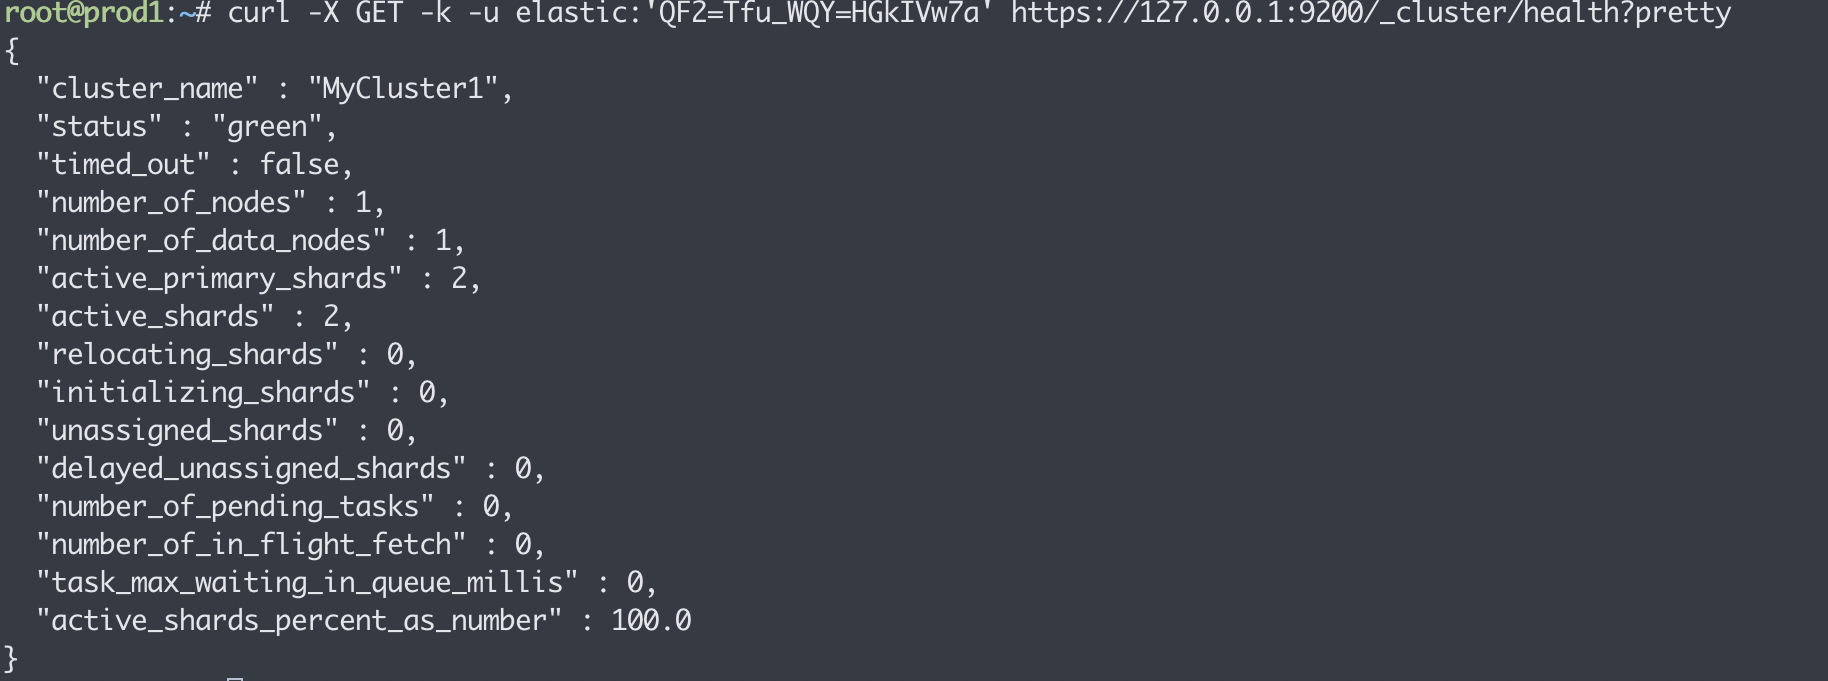 root@prod1:~# curl -X GET -k -u elastic:'QF2=Tfu_WQY=HGkIVw7a' https://127.0.0.1:9200/_cluster/health?pretty
{
  "cluster_name" : "MyCluster1",
  "status" : "green",
  "timed_out" : false,
  "number_of_nodes" : 1,
  "number_of_data_nodes" : 1,
  "active_primary_shards" : 2,
  "active_shards" : 2,
  "relocating_shards" : 0,
  "initializing_shards" : 0,
  "unassigned_shards" : 0,
  "delayed_unassigned_shards" : 0,
  "number_of_pending_tasks" : 0,
  "number_of_in_flight_fetch" : 0,
  "task_max_waiting_in_queue_millis" : 0,
  "active_shards_percent_as_number" : 100.0
}